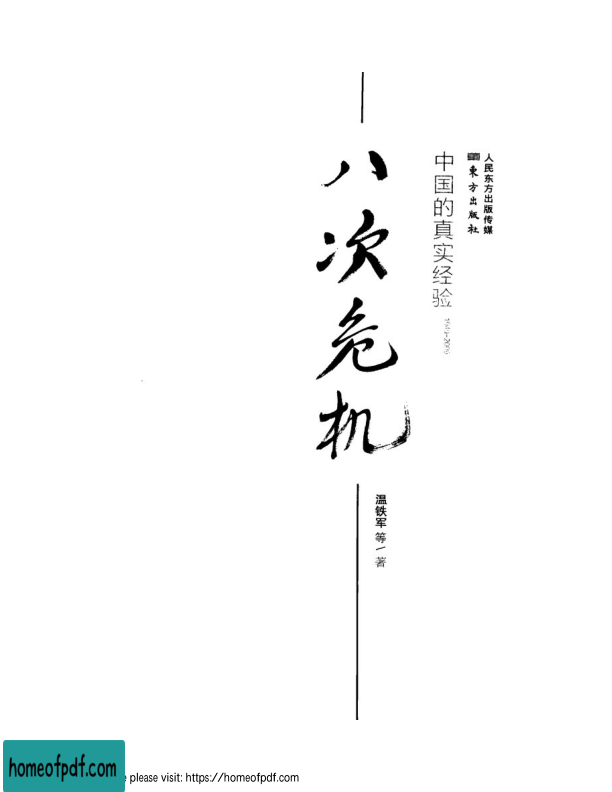 人民东方出版传媒
東方出版社
中国的真实经验
1949-2009
八次危机
温铁军 等 / 著
homeofpdf.com
please visit: https://homeofpdf.com